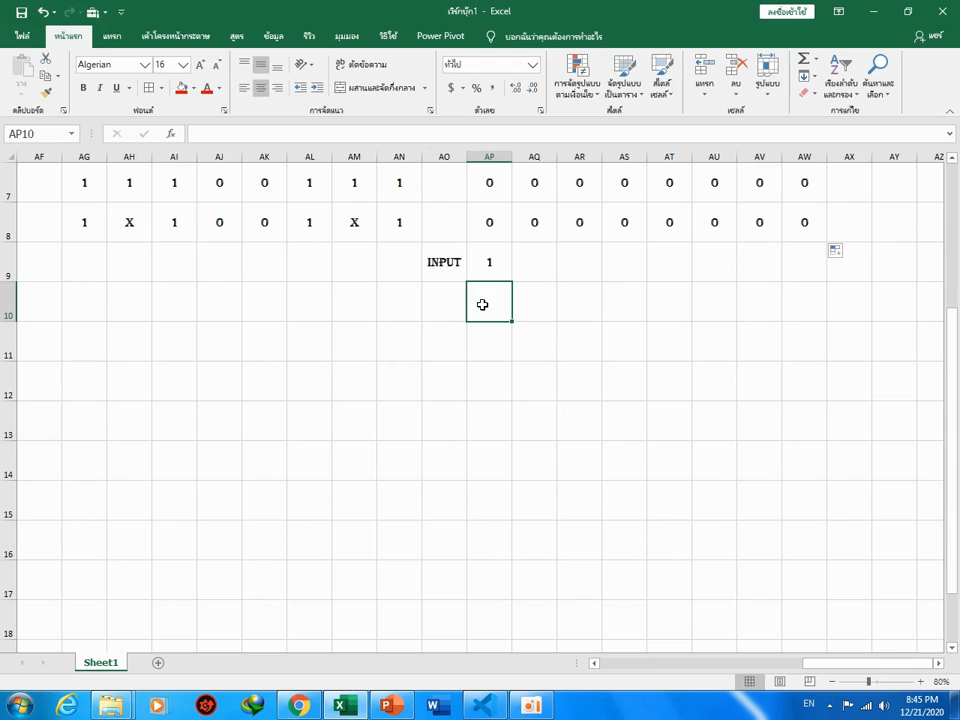 เวิร์กบุ๊ก1 - Excel
ลงชื่อเข้าใช้
ไฟล์ หน้าแรก แทรก เค้าโครงหน้ากระดาษ สูตร ข้อมูล รีวิว มุมมอง วิธีใช้ Power Pivot บอกฉันว่าคุณต้องการทำอะไร แชร์
Algerian 16 ตัดข้อความ ทั่วไป
วาง B I U A ผสานและจัดกึ่งกลาง $ % , การจัดรูปแบบตามเงื่อนไข จัดรูปแบบเป็นตาราง สไตล์เซลล์ แทรก ลบ รูปแบบ เรียงลำดับและกรอง ค้นหาและเลือก
คลิปบอร์ด ฟอนต์ การจัดแนว ตัวเลข สไตล์ เซลล์ การแก้ไข
AP10 fx
AF AG AH AI AJ AK AL AM AN AO AP AQ AR AS AT AU AV AW AX AY AZ
7 1 1 1 0 0 1 1 1 0 0 0 0 0 0 0 0
8 1 X 1 0 0 1 X 1 0 0 0 0 0 0 0 0
9 INPUT 1
10
11
12
13
14
15
16
17
18
Sheet1
80%
EN 8:45 PM
12/21/2020